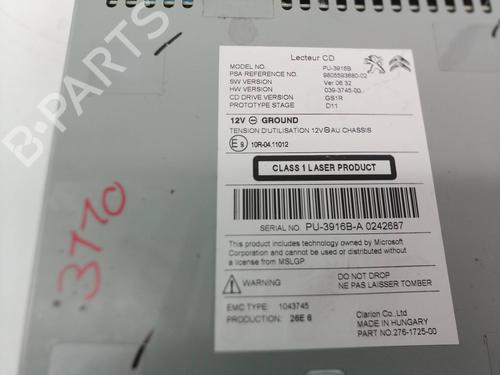 B-PARTS
Lecteur CD
MODEL NO. PU-3916B
PSA REFERENCE NO. 9805593680-02
SW VERSION Ver 06.32
HW VERSION 039-3745-00
CD DRIVE VERSION GS1R
PROTOTYPE STAGE D11
12V ⊖ GROUND
TENSION D'UTILISATION 12V ⊖ AU CHASSIS
E9 10R-04.11012
CLASS 1 LASER PRODUCT
SERIAL NO. PU-3916B-A 0242687
This product includes technology owned by Microsoft
Corporation and cannot be used or distributed without
a license from MSLGP.
WARNING DO NOT DROP
NE PAS LAISSER TOMBER
EMC TYPE: 1043745
PRODUCTION: 26E 6
Clarion Co.,Ltd
MADE IN HUNGARY
PART NO.276-1725-00
3110